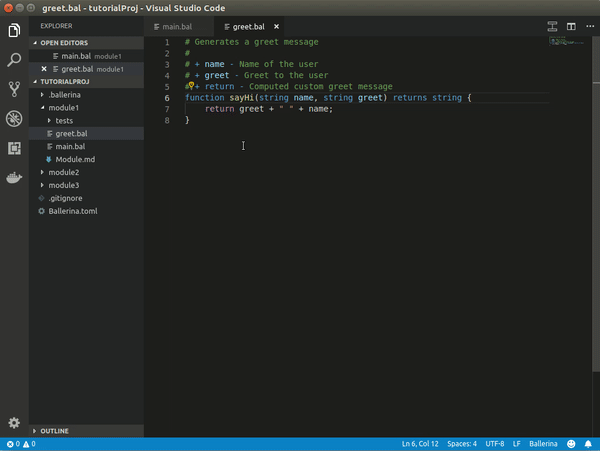 greet.bal - tutorialProj - Visual Studio Code
EXPLORER
OPEN EDITORS
main.bal module1
greet.bal module1
TUTORIALPROJ
.ballerina
module1
tests
greet.bal
main.bal
Module.md
module2
module3
.gitignore
Ballerina.toml
OUTLINE
main.bal
greet.bal
1 # Generates a greet message
2 #
3 # + name - Name of the user
4 # + greet - Greet to the user
5 # + return - Computed custom greet message
6 function sayHi(string name, string greet) returns string {
7 return greet + " " + name;
8 }
0 0
Ln 6, Col 12 Spaces: 4 UTF-8 LF Ballerina